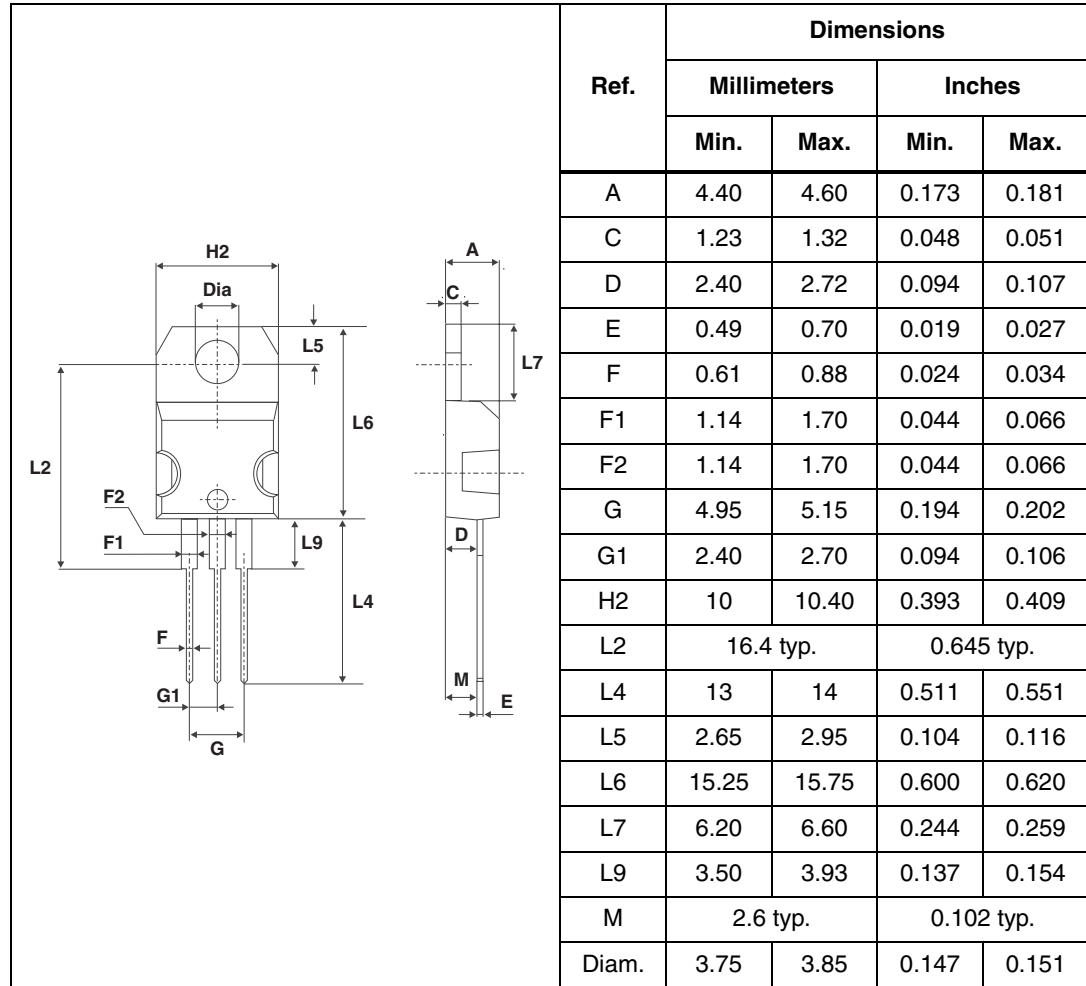 Ref. Dimensions
Millimeters Inches
Min. Max. Min. Max.
A 4.40 4.60 0.173 0.181
C 1.23 1.32 0.048 0.051
D 2.40 2.72 0.094 0.107
E 0.49 0.70 0.019 0.027
F 0.61 0.88 0.024 0.034
F1 1.14 1.70 0.044 0.066
F2 1.14 1.70 0.044 0.066
G 4.95 5.15 0.194 0.202
G1 2.40 2.70 0.094 0.106
H2 10 10.40 0.393 0.409
L2 16.4 typ. 0.645 typ.
L4 13 14 0.511 0.551
L5 2.65 2.95 0.104 0.116
L6 15.25 15.75 0.600 0.620
L7 6.20 6.60 0.244 0.259
L9 3.50 3.93 0.137 0.154
M 2.6 typ. 0.102 typ.
Diam. 3.75 3.85 0.147 0.151
H2
Dia
L5
L6
L2
F2
F1
L9
L4
F
G1
G
A
C
L7
D
M
E